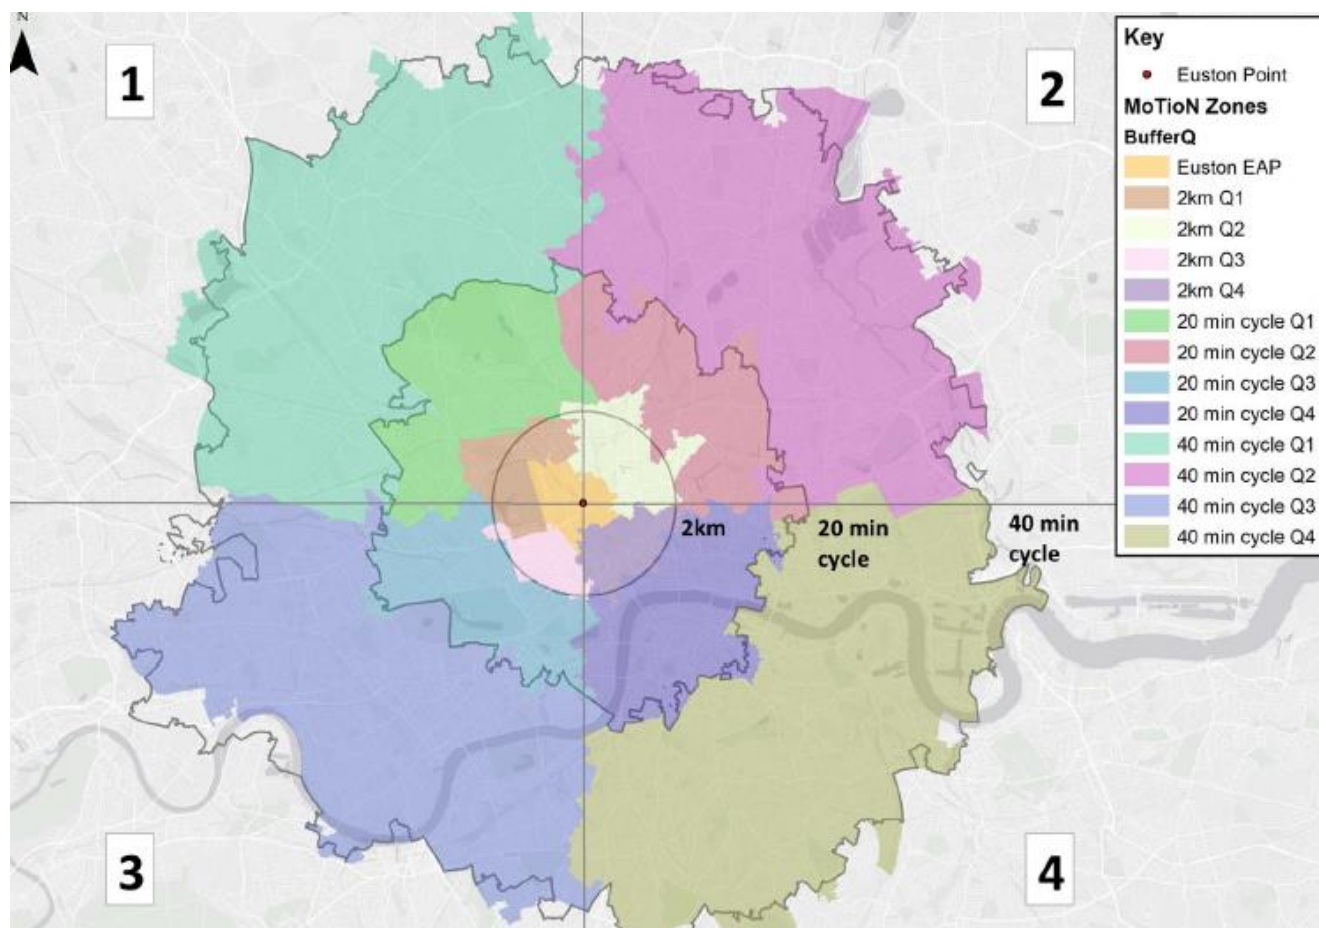 N
1
2
Key
Euston Point
MoTioN Zones
BufferQ
Euston EAP
2km Q1
2km Q2
2km Q3
2km Q4
20 min cycle Q1
20 min cycle Q2
20 min cycle Q3
20 min cycle Q4
40 min cycle Q1
40 min cycle Q2
40 min cycle Q3
40 min cycle Q4
2km
20 min
cycle
40 min
cycle
3
4